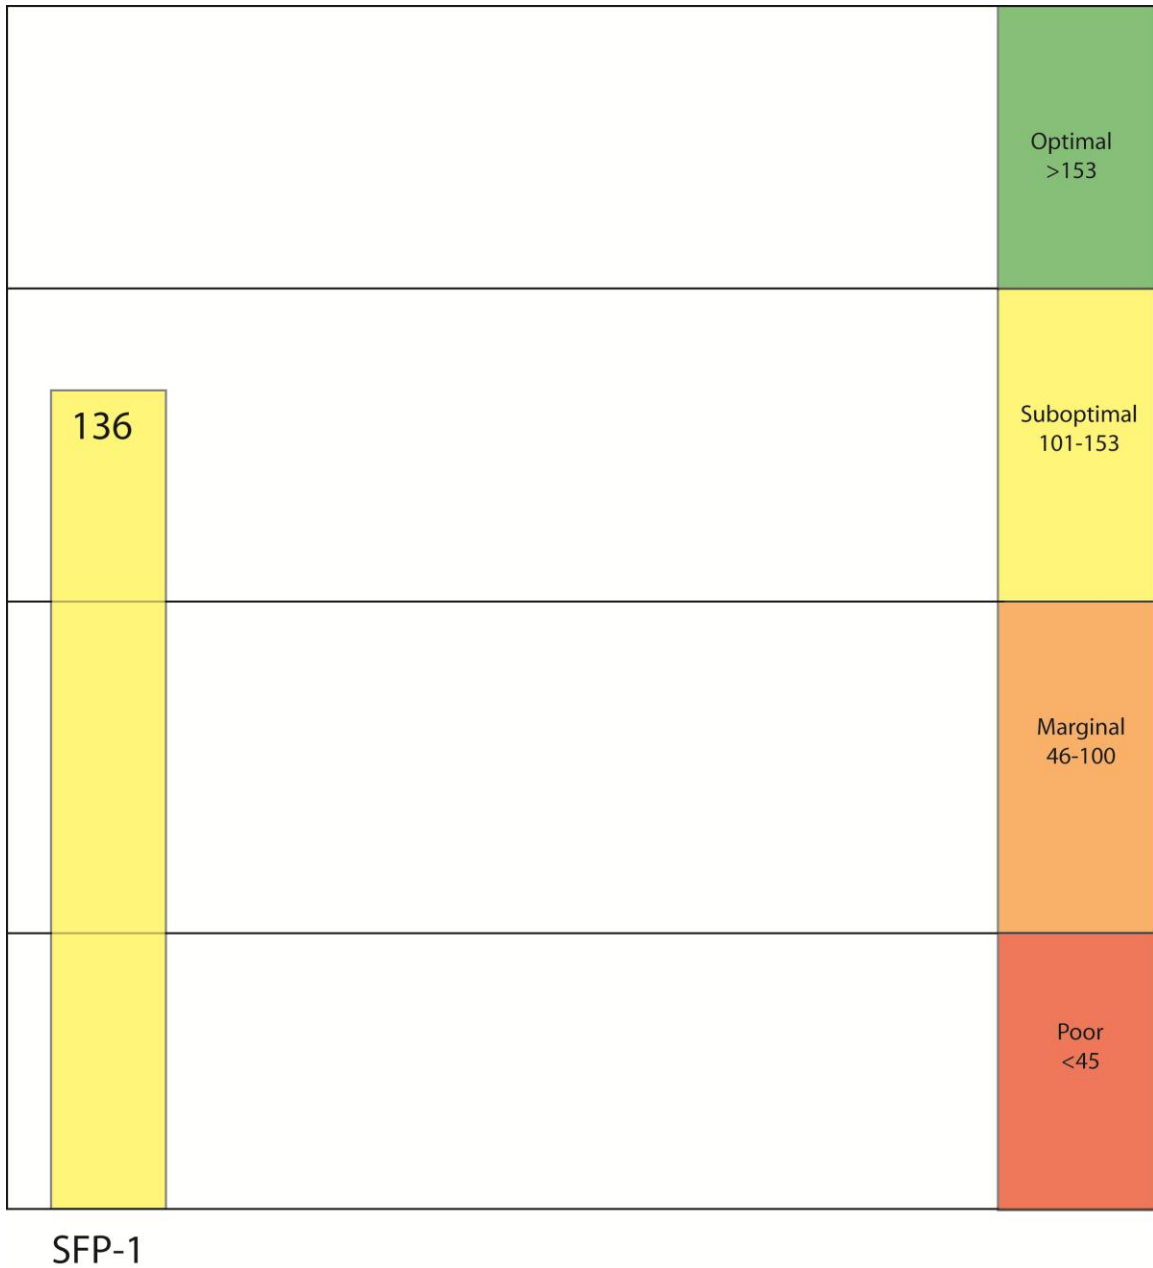 Optimal
>153
136
Suboptimal
101-153
Marginal
46-100
Poor
<45
SFP-1